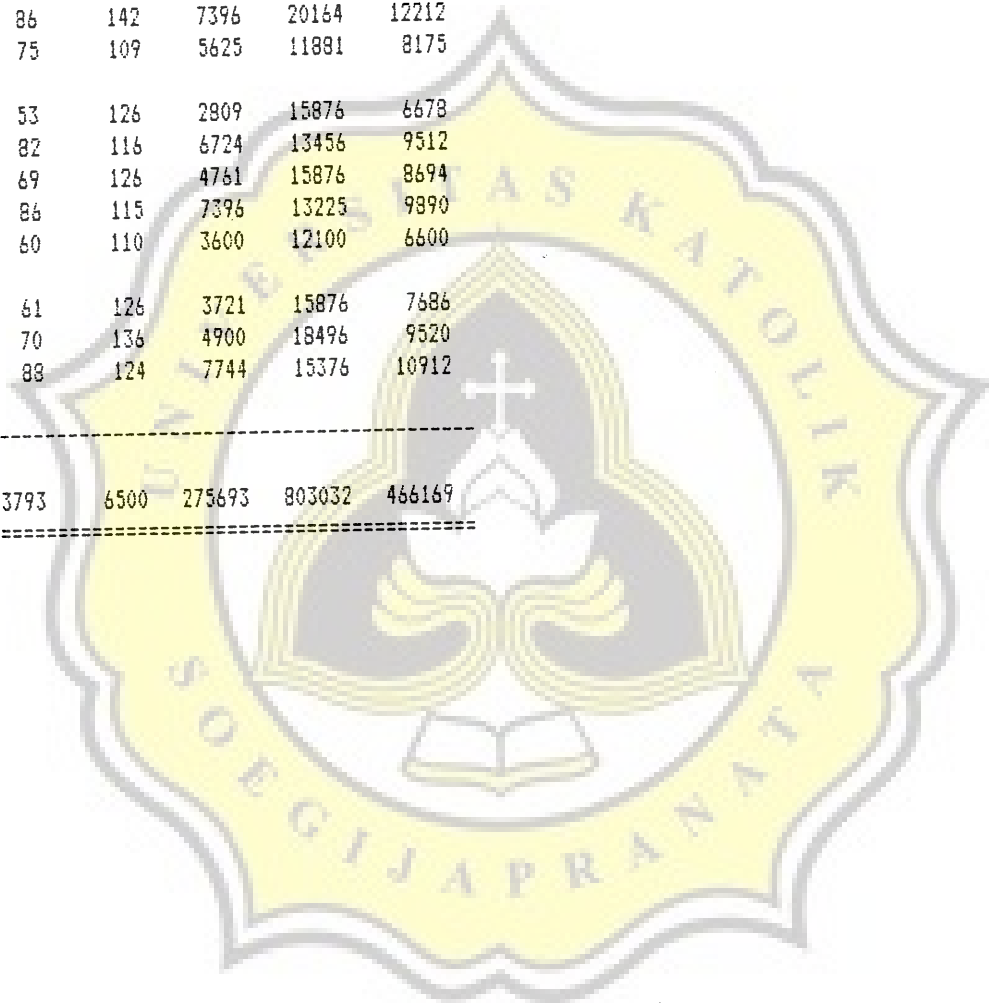 86 142 7396 20164 12212
75 109 5625 11881 8175
53 126 2809 15876 6678
82 116 6724 13456 9512
69 126 4761 15876 8694
86 115 7396 13225 9890
60 110 3600 12100 6600
61 126 3721 15876 7686
70 136 4900 18496 9520
88 124 7744 15376 10912
3793 6500 275693 803032 466169
UNIVERSITAS KATOLIK
SOEGIJAPRANATA